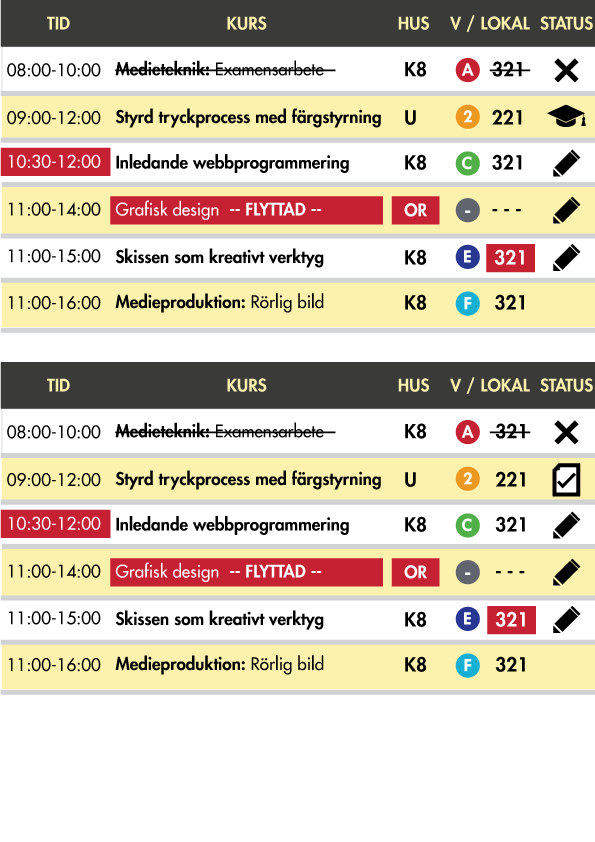 TID KURS HUS V / LOKAL STATUS
08:00-10:00 Medieteknik: Examensarbete K8 A 321
09:00-12:00 Styrd tryckprocess med färgstyrning U 2 221
10:30-12:00 Inledande webbprogrammering K8 C 321
11:00-14:00 Grafisk design -- FLYTTAD -- OR - - - -
11:00-15:00 Skissen som kreativt verktyg K8 E 321
11:00-16:00 Medieproduktion: Rörlig bild K8 F 321
TID KURS HUS V / LOKAL STATUS
08:00-10:00 Medieteknik: Examensarbete K8 A 321
09:00-12:00 Styrd tryckprocess med färgstyrning U 2 221
10:30-12:00 Inledande webbprogrammering K8 C 321
11:00-14:00 Grafisk design -- FLYTTAD -- OR - - - -
11:00-15:00 Skissen som kreativt verktyg K8 E 321
11:00-16:00 Medieproduktion: Rörlig bild K8 F 321